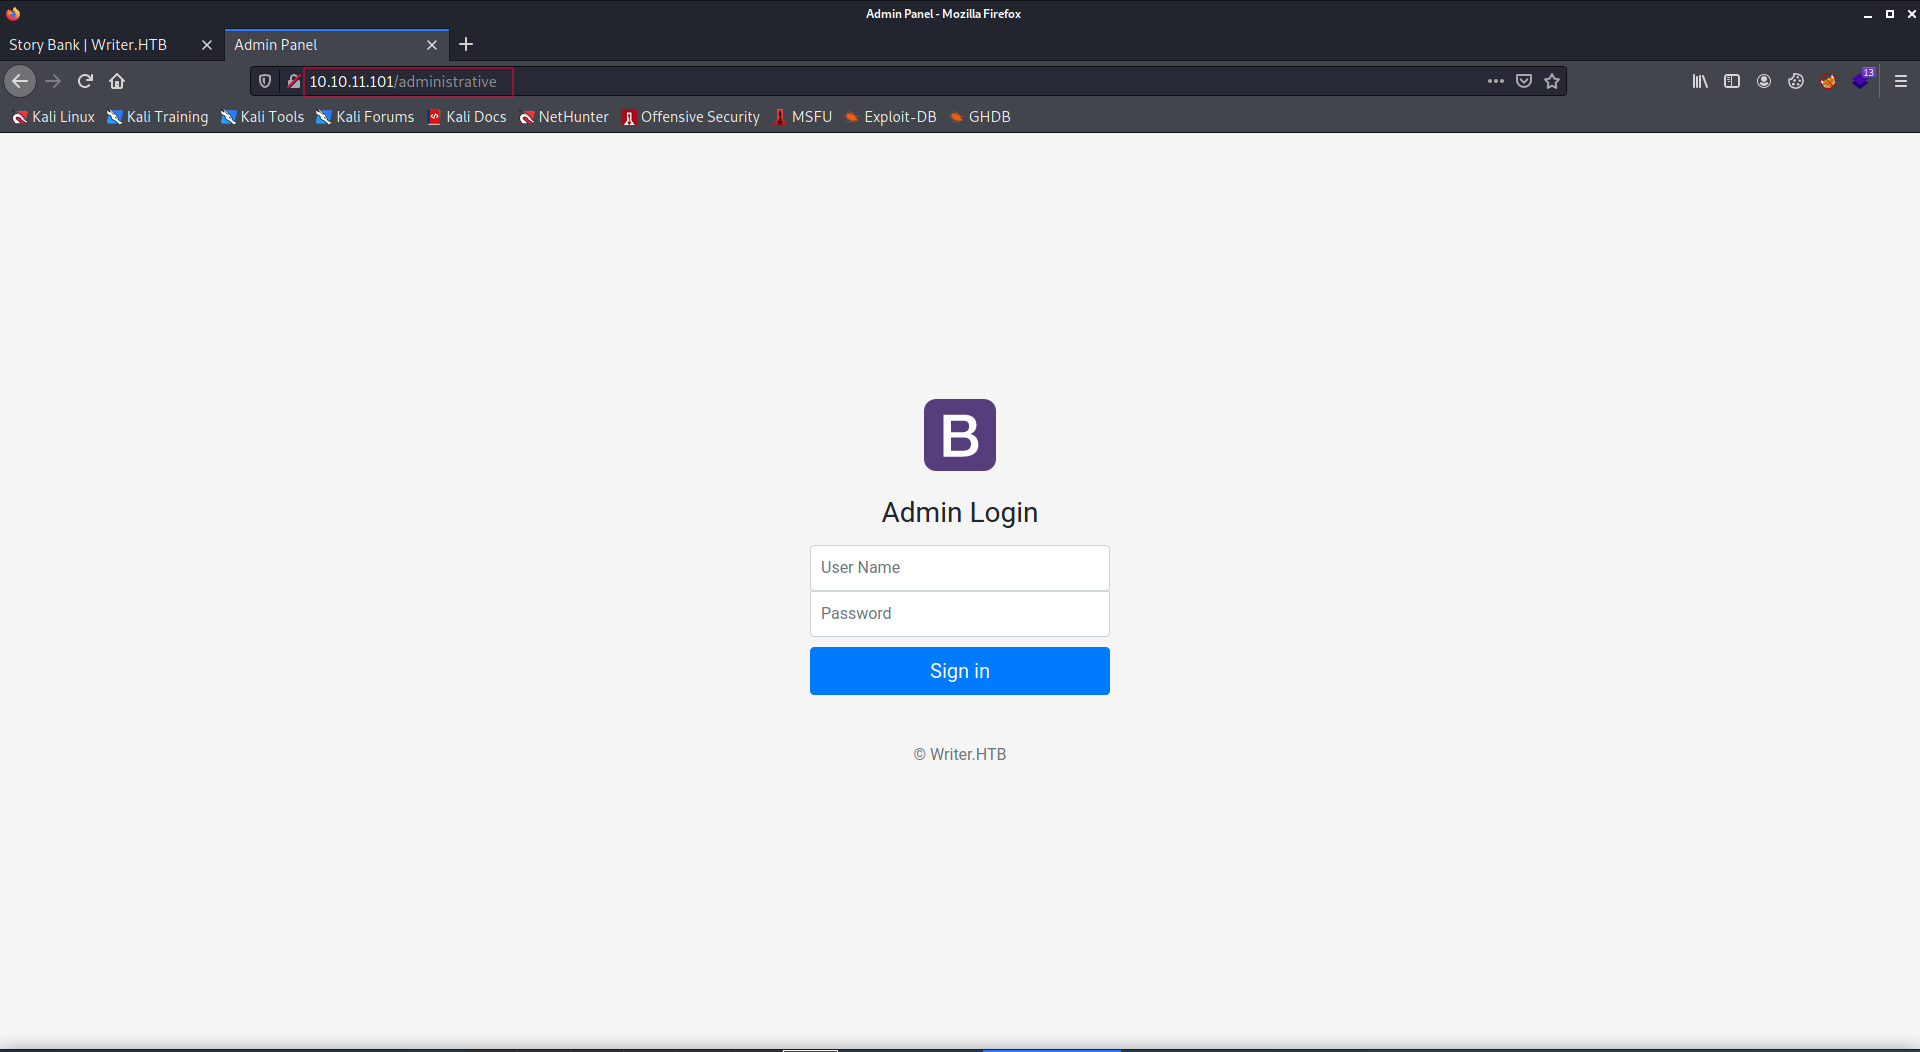 Admin Panel - Mozilla Firefox
Story Bank | Writer.HTB
Admin Panel
10.10.11.101/administrative
13
Kali Linux Kali Training Kali Tools Kali Forums Kali Docs NetHunter Offensive Security MSFU Exploit-DB GHDB
B
Admin Login
User Name
Password
Sign in
© Writer.HTB